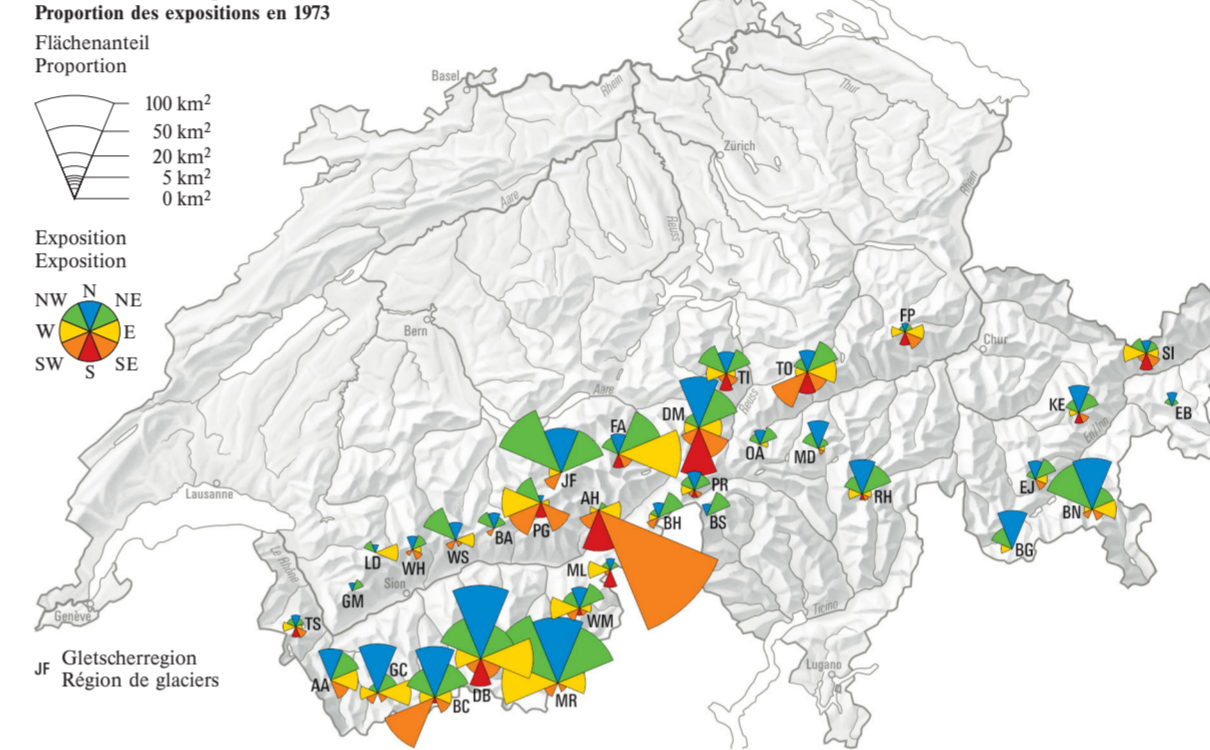 Proportion des expositions en 1973
Flächenanteil
Proportion
100 km²
50 km²
20 km²
5 km²
0 km²
Exposition
Exposition
N
NW NE
W E
SW SE
S
Basel
Rhein
Thur
Zürich
Aare
Reuss
Rhein
Bern
FP
Chur
SI
TI
TO
Aare
Reuss
KE
EB
DM
FA
OA
MD
En/Inn
JF
PR
RH
EJ
BN
Lausanne
AH
PG
BH
BS
BA
WS
BG
LD
WH
Le Rhône
ML
Sion
GM
Genève
TS
WM
Ticino
JF Gletscherregion
Région de glaciers
Lugano
AA
GC
BC
DB
MR